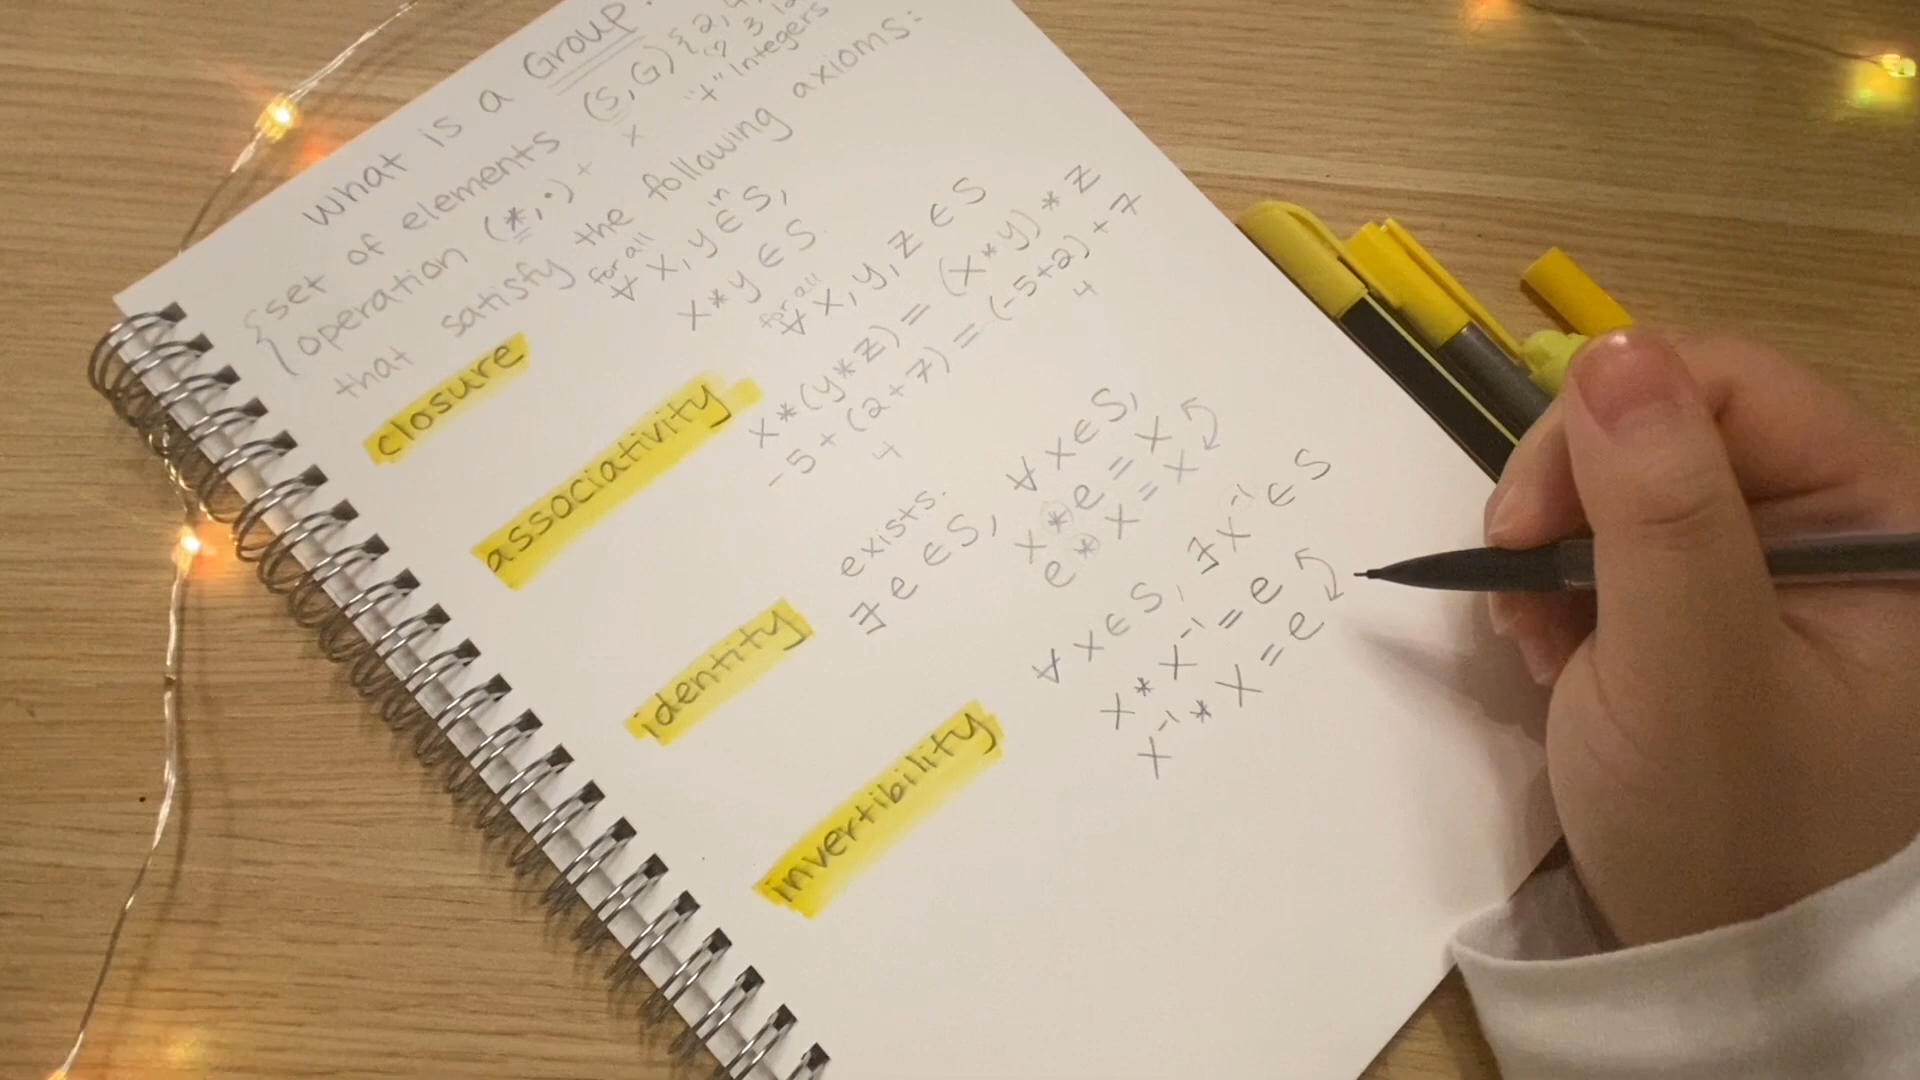 What is a Group
{ set of elements (S, G) {2,
3
operation (*, ·) + x "+" Integers
that satisfy the following axioms:
closure
for all in
∀ x, y ∈ S,
x * y ∈ S
associativity
for all
∀ x, y, z ∈ S
x * (y * z) = (x * y) * z
-5 + (2 + 7) = (-5 + 2) + 7
4 4
identity
exists.
∃ e ∈ S, ∀ x ∈ S,
x * e = x
e * x = x
invertibility
∀ x ∈ S, ∃ x⁻¹ ∈ S
x * x⁻¹ = e
x⁻¹ * x = e